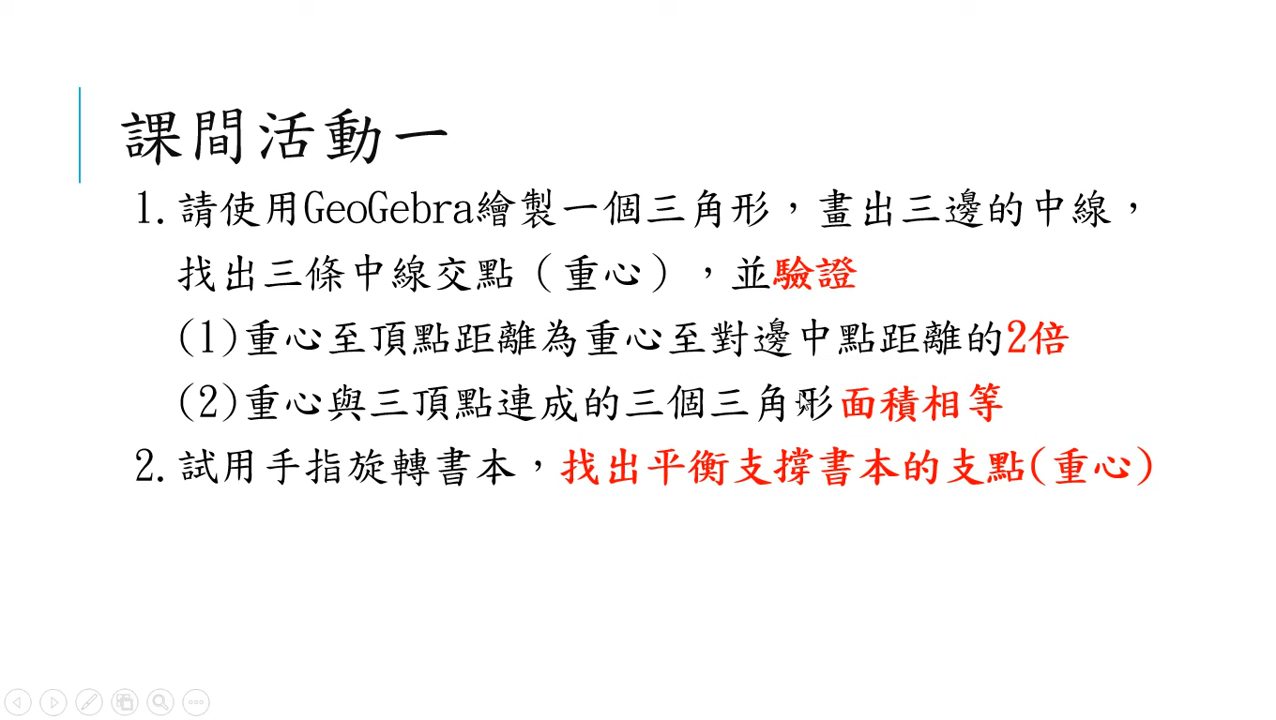 課間活動一
1. 請使用GeoGebra繪製一個三角形，畫出三邊的中線，
找出三條中線交點（重心），並驗證
(1)重心至頂點距離為重心至對邊中點距離的2倍
(2)重心與三頂點連成的三個三角形面積相等
2. 試用手指旋轉書本，找出平衡支撐書本的支點(重心)